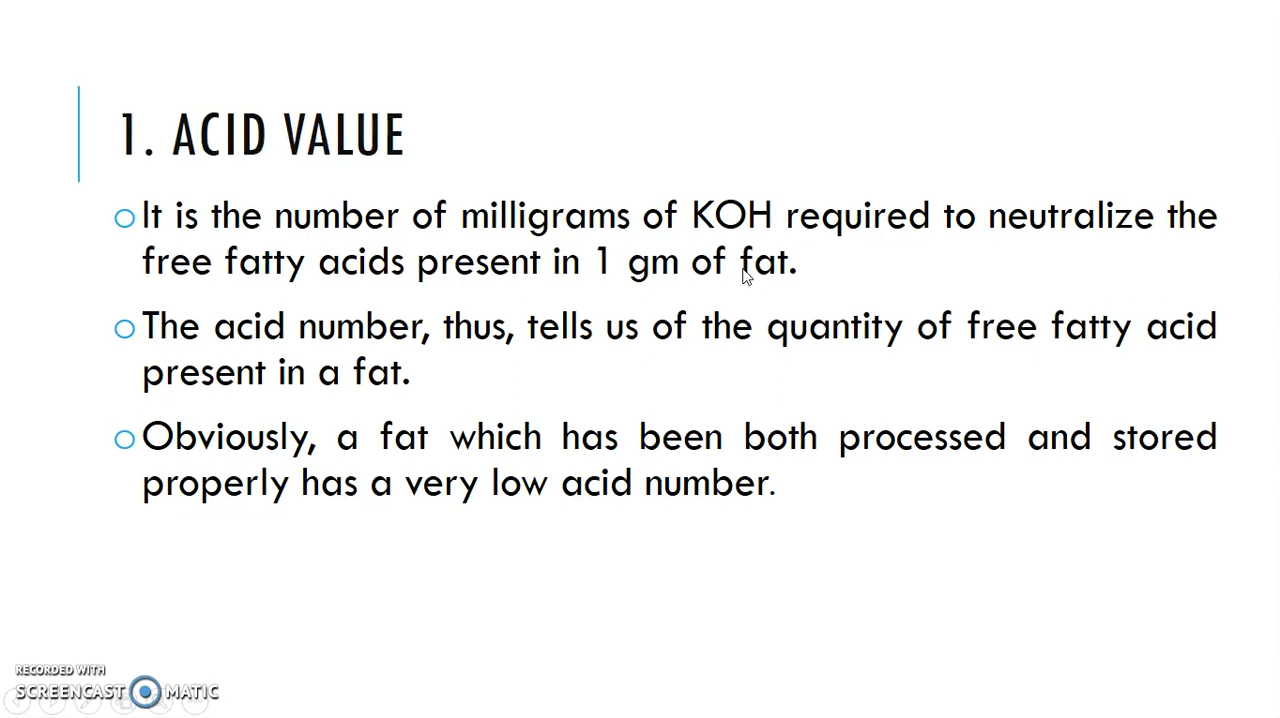 1. ACID VALUE
It is the number of milligrams of KOH required to neutralize the
free fatty acids present in 1 gm of fat.
The acid number, thus, tells us of the quantity of free fatty acid
present in a fat.
Obviously, a fat which has been both processed and stored
properly has a very low acid number.
RECORDED WITH
SCREENCAST MATIC